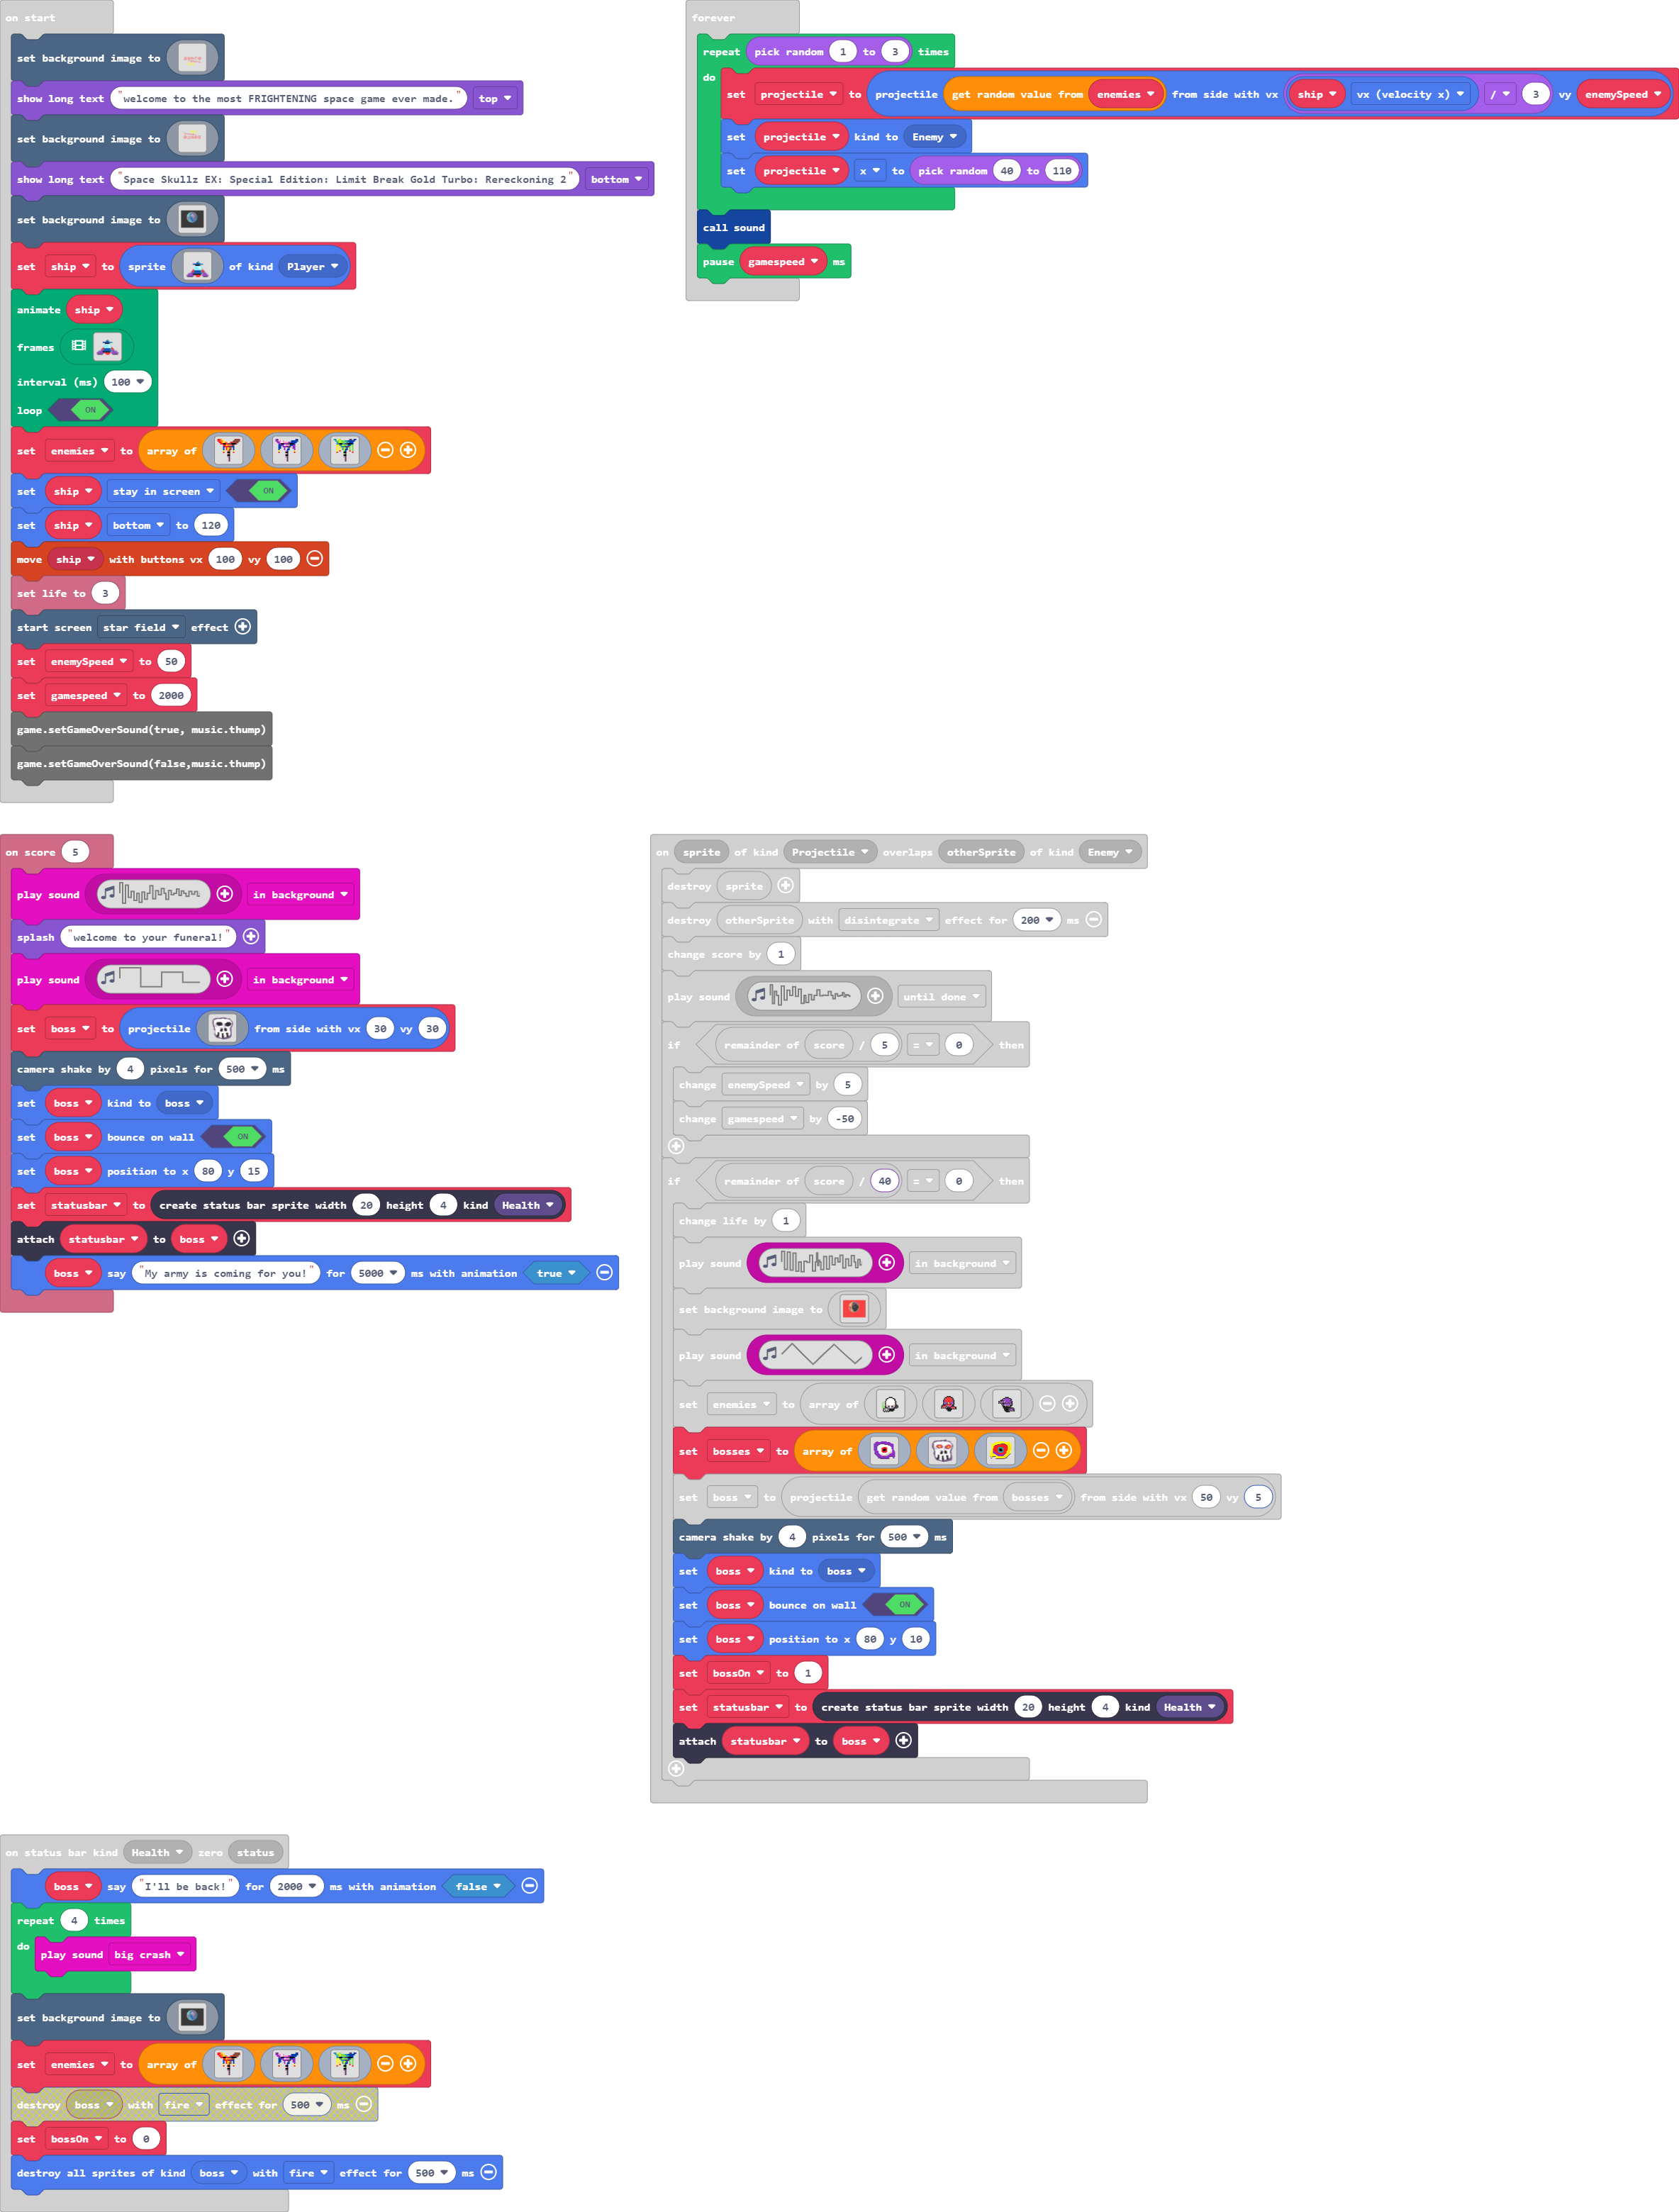 on start
set background image to
show long text "welcome to the most FRIGHTENING space game ever made." top
set background image to
show long text "Space Skullz EX: Special Edition: Limit Break Gold Turbo: Rereckoning 2" bottom
set background image to
set ship to sprite of kind Player
animate ship
frames
interval (ms) 100
loop ON
set enemies to array of
set ship stay in screen ON
set ship bottom to 120
move ship with buttons vx 100 vy 100
set life to 3
start screen star field effect
set enemySpeed to 50
set gamespeed to 2000
game.setGameOverSound(true, music.thump)
game.setGameOverSound(false,music.thump)
forever
repeat pick random 1 to 3 times
do set projectile to projectile get random value from enemies from side with vx ship vx (velocity x) / 3 vy enemySpeed
set projectile kind to Enemy
set projectile x to pick random 40 to 110
call sound
pause gamespeed ms
on score 5
play sound in background
splash "welcome to your funeral!"
play sound in background
set boss to projectile from side with vx 30 vy 30
camera shake by 4 pixels for 500 ms
set boss kind to boss
set boss bounce on wall ON
set boss position to x 80 y 15
set statusbar to create status bar sprite width 20 height 4 kind Health
attach statusbar to boss
boss say "My army is coming for you!" for 5000 ms with animation true
on sprite of kind Projectile overlaps otherSprite of kind Enemy
destroy sprite
destroy otherSprite with disintegrate effect for 200 ms
change score by 1
play sound until done
if remainder of score / 5 = 0 then
change enemySpeed by 5
change gamespeed by -50
if remainder of score / 40 = 0 then
change life by 1
play sound in background
set background image to
play sound in background
set enemies to array of
set bosses to array of
set boss to projectile get random value from bosses from side with vx 50 vy 5
camera shake by 4 pixels for 500 ms
set boss kind to boss
set boss bounce on wall ON
set boss position to x 80 y 10
set bossOn to 1
set statusbar to create status bar sprite width 20 height 4 kind Health
attach statusbar to boss
on status bar kind Health zero status
boss say "I'll be back!" for 2000 ms with animation false
repeat 4 times
do play sound big crash
set background image to
set enemies to array of
destroy boss with fire effect for 500 ms
set bossOn to 0
destroy all sprites of kind boss with fire effect for 500 ms